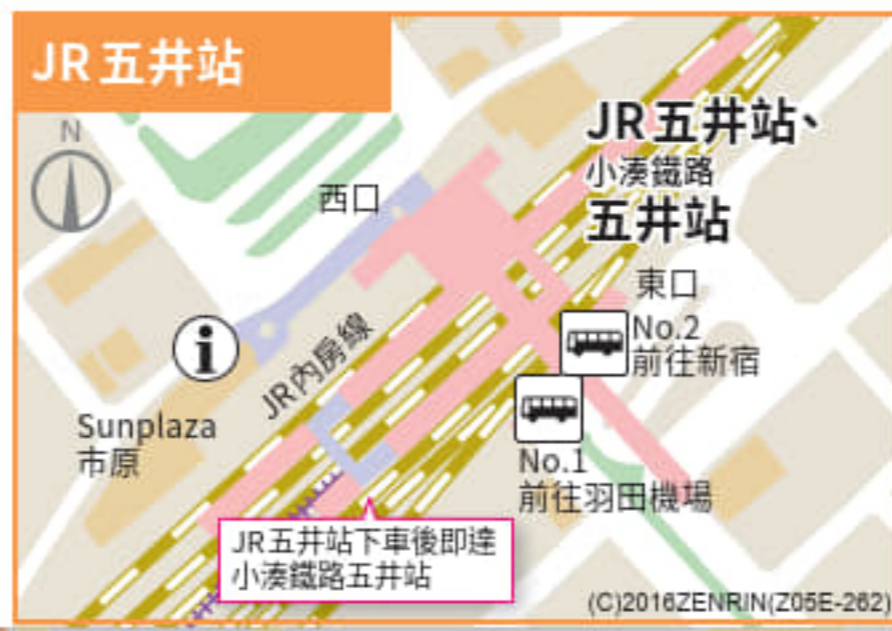 JR五井站
N
JR五井站、
小湊鐵路
五井站
西口
東口
No.2
前往新宿
JR內房線
Sunplaza
市原
No.1
前往羽田機場
JR五井站下車後即達
小湊鐵路五井站
(C)2016ZENRIN(Z05E-262)